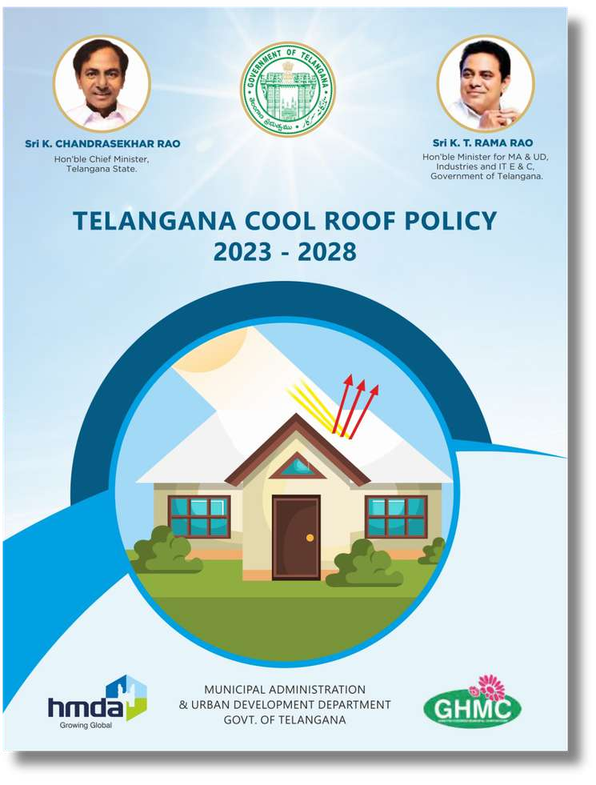 GOVERNMENT OF TELANGANA
Sri K. CHANDRASEKHAR RAO
Hon'ble Chief Minister,
Telangana State.
Sri K. T. RAMA RAO
Hon'ble Minister for MA & UD,
Industries and IT E & C,
Government of Telangana.
TELANGANA COOL ROOF POLICY
2023 - 2028
hmda
Growing Global
MUNICIPAL ADMINISTRATION
& URBAN DEVELOPMENT DEPARTMENT
GOVT. OF TELANGANA
GHMC